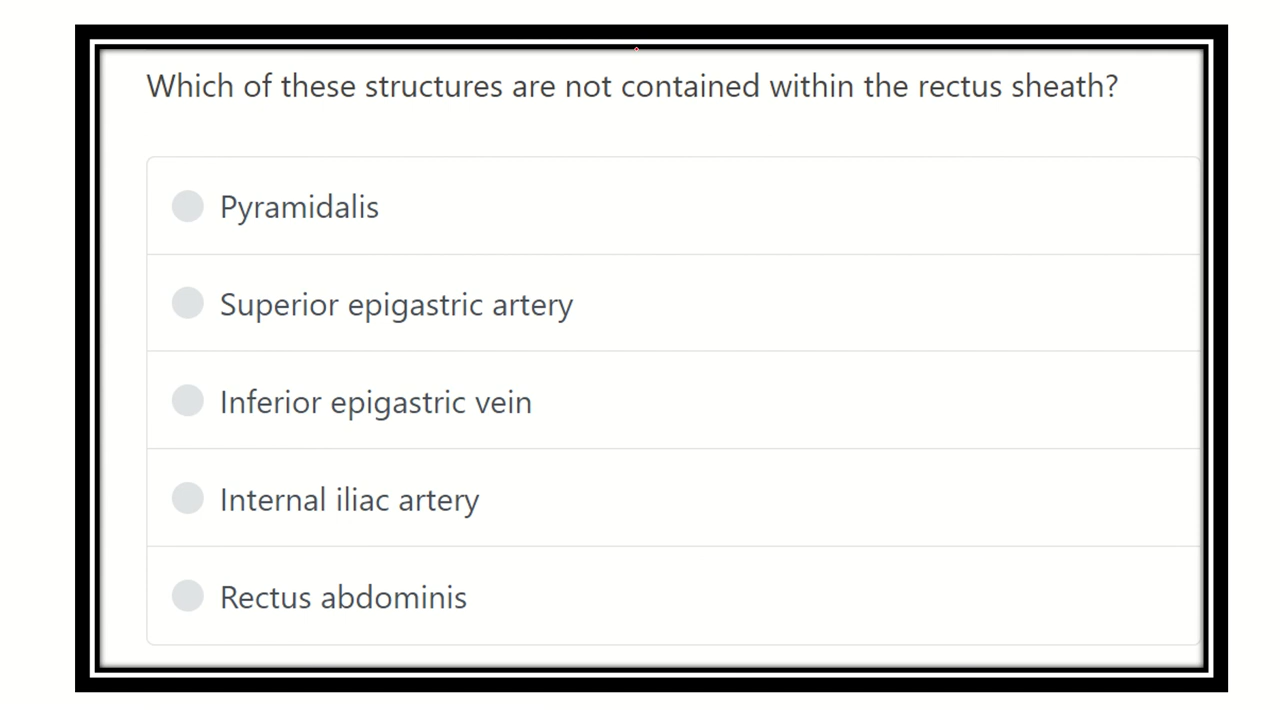 Which of these structures are not contained within the rectus sheath?
Pyramidalis
Superior epigastric artery
Inferior epigastric vein
Internal iliac artery
Rectus abdominis